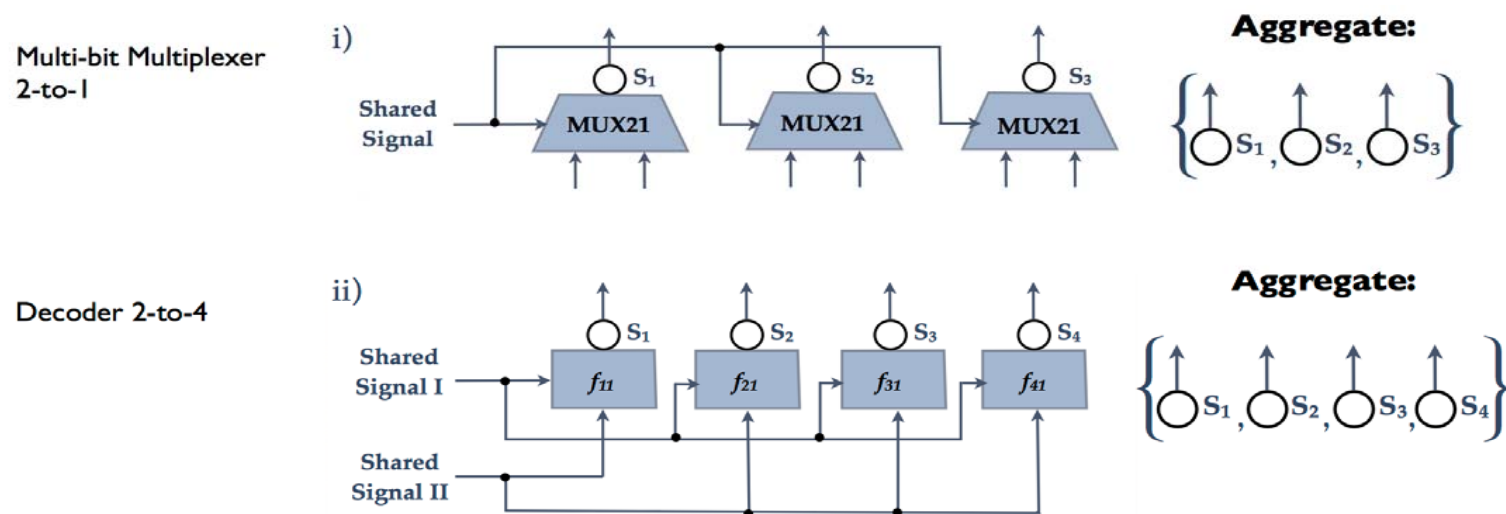 Multi-bit Multiplexer
2-to-1
i)
S1
S2
S3
Shared
Signal
MUX21
MUX21
MUX21
Aggregate:
{ S1 , S2 , S3 }
Decoder 2-to-4
ii)
S1
S2
S3
S4
Shared
Signal I
f11
f21
f31
f41
Shared
Signal II
Aggregate:
{ S1 , S2 , S3 , S4 }